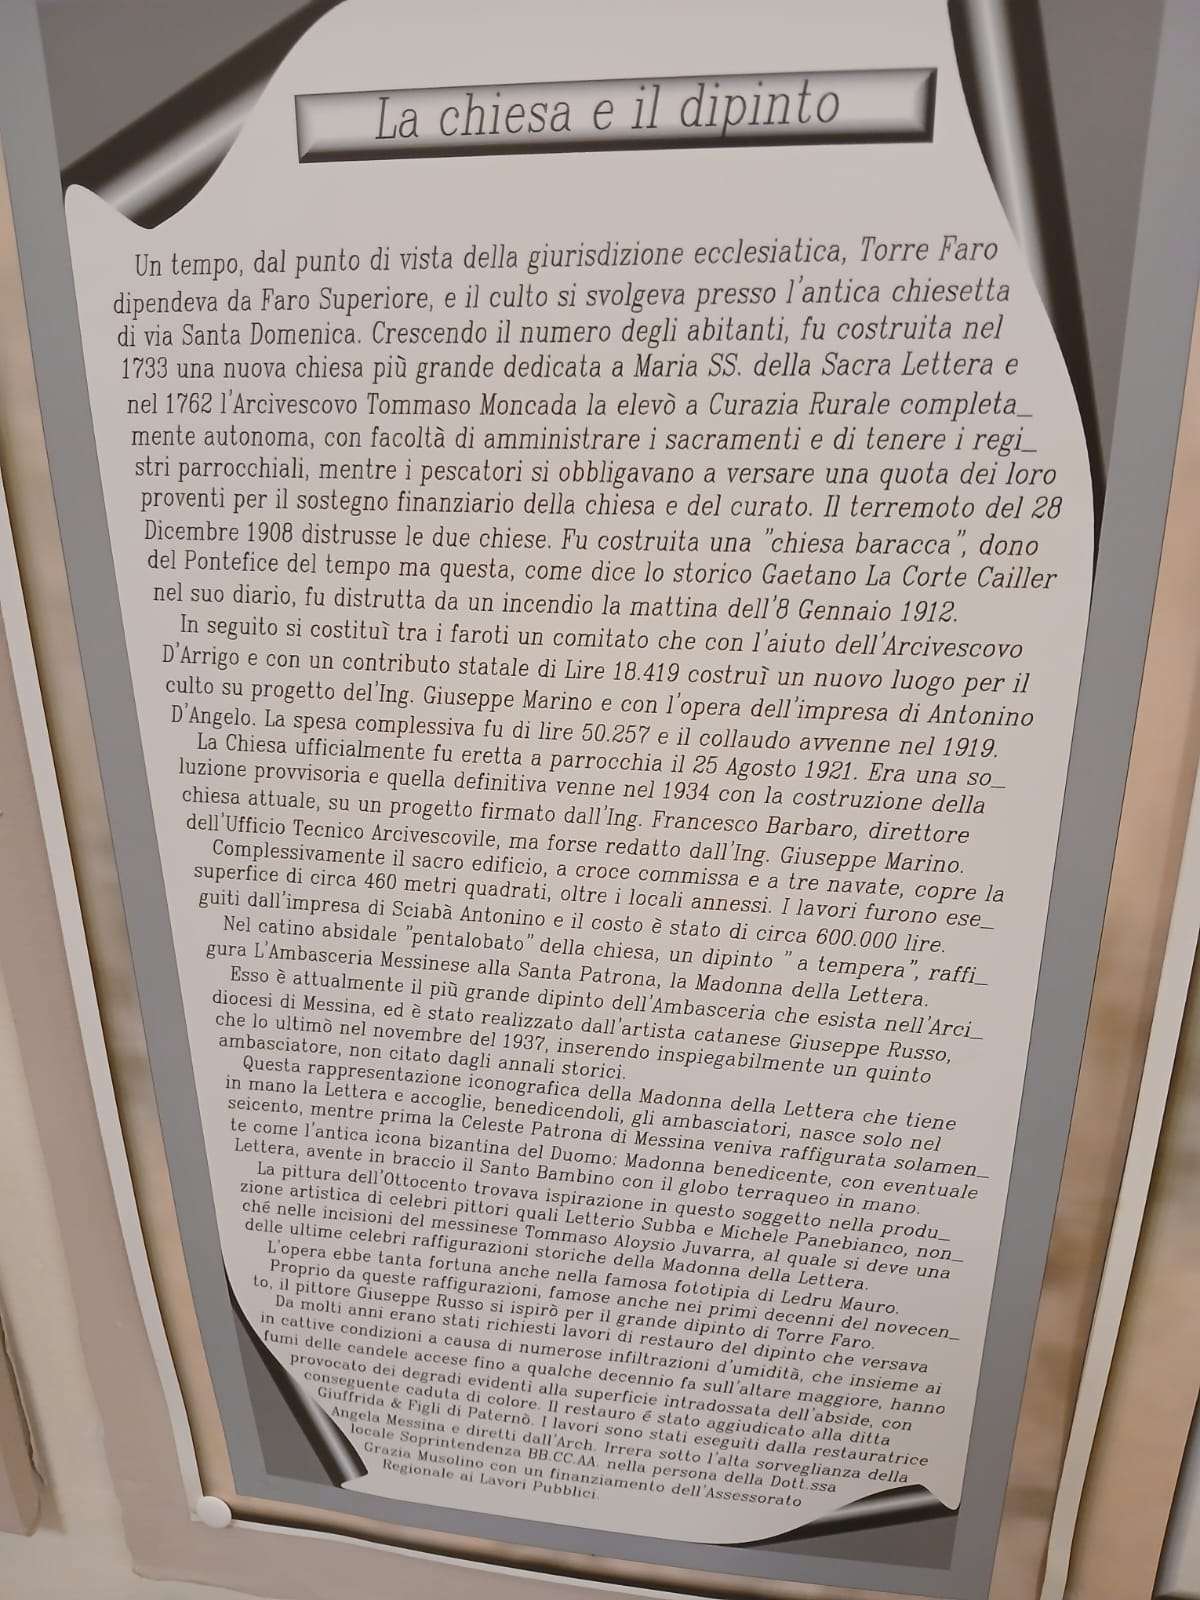 La chiesa e il dipinto
Un tempo, dal punto di vista della giurisdizione ecclesiatica, Torre Faro
dipendeva da Faro Superiore, e il culto si svolgeva presso l'antica chiesetta
di via Santa Domenica. Crescendo il numero degli abitanti, fu costruita nel
1733 una nuova chiesa più grande dedicata a Maria SS. della Sacra Lettera e
nel 1762 l'Arcivescovo Tommaso Moncada la elevò a Curazia Rurale completa_
mente autonoma, con facoltà di amministrare i sacramenti e di tenere i regi_
stri parrocchiali, mentre i pescatori si obbligavano a versare una quota dei loro
proventi per il sostegno finanziario della chiesa e del curato. Il terremoto del 28
Dicembre 1908 distrusse le due chiese. Fu costruita una "chiesa baracca", dono
del Pontefice del tempo ma questa, come dice lo storico Gaetano La Corte Cailler
nel suo diario, fu distrutta da un incendio la mattina dell'8 Gennaio 1912.
In seguito si costituì tra i faroti un comitato che con l'aiuto dell'Arcivescovo
D'Arrigo e con un contributo statale di Lire 18.419 costruì un nuovo luogo per il
culto su progetto del'Ing. Giuseppe Marino e con l'opera dell'impresa di Antonino
D'Angelo. La spesa complessiva fu di lire 50.257 e il collaudo avvenne nel 1919.
La Chiesa ufficialmente fu eretta a parrocchia il 25 Agosto 1921. Era una so_
luzione provvisoria e quella definitiva venne nel 1934 con la costruzione della
chiesa attuale, su un progetto firmato dall'Ing. Francesco Barbaro, direttore
dell'Ufficio Tecnico Arcivescovile, ma forse redatto dall'Ing. Giuseppe Marino.
Complessivamente il sacro edificio, a croce commissa e a tre navate, copre la
superfice di circa 460 metri quadrati, oltre i locali annessi. I lavori furono ese_
guiti dall'impresa di Sciabà Antonino e il costo è stato di circa 600.000 lire.
Nel catino absidale "pentalobato" della chiesa, un dipinto " a tempera", raffi_
gura L'Ambasceria Messinese alla Santa Patrona, la Madonna della Lettera.
Esso è attualmente il più grande dipinto dell'Ambasceria che esista nell'Arci_
diocesi di Messina, ed è stato realizzato dall'artista catanese Giuseppe Russo,
che lo ultimò nel novembre del 1937, inserendo inspiegabilmente un quinto
ambasciatore, non citato dagli annali storici.
Questa rappresentazione iconografica della Madonna della Lettera che tiene
in mano la Lettera e accoglie, benedicendoli, gli ambasciatori, nasce solo nel
seicento, mentre prima la Celeste Patrona di Messina veniva raffigurata solamen_
te come l'antica icona bizantina del Duomo: Madonna benedicente, con eventuale
Lettera, avente in braccio il Santo Bambino con il globo terraqueo in mano.
La pittura dell'Ottocento trovava ispirazione in questo soggetto nella produ_
zione artistica di celebri pittori quali Letterio Subba e Michele Panebianco, non_
ché nelle incisioni del messinese Tommaso Aloysio Juvarra, al quale si deve una
delle ultime celebri raffigurazioni storiche della Madonna della Lettera.
L'opera ebbe tanta fortuna anche nella famosa fototipia di Ledru Mauro.
Proprio da queste raffigurazioni, famose anche nei primi decenni del novecen_
to, il pittore Giuseppe Russo si ispirò per il grande dipinto di Torre Faro.
Da molti anni erano stati richiesti lavori di restauro del dipinto che versava
in cattive condizioni a causa di numerose infiltrazioni d'umidità, che insieme ai
fumi delle candele accese fino a qualche decennio fa sull'altare maggiore, hanno
provocato dei degradi evidenti alla superficie intradossata dell'abside, con
conseguente caduta di colore. Il restauro é stato aggiudicato alla ditta
Giuffrida & Figli di Paternò. I lavori sono stati eseguiti dalla restauratrice
Angela Messina e diretti dall'Arch. Irrera sotto l'alta sorveglianza della
locale Soprintendenza BB.CC.AA. nella persona della Dott.ssa
Grazia Musolino con un finanziamento dell'Assessorato
Regionale ai Lavori Pubblici.